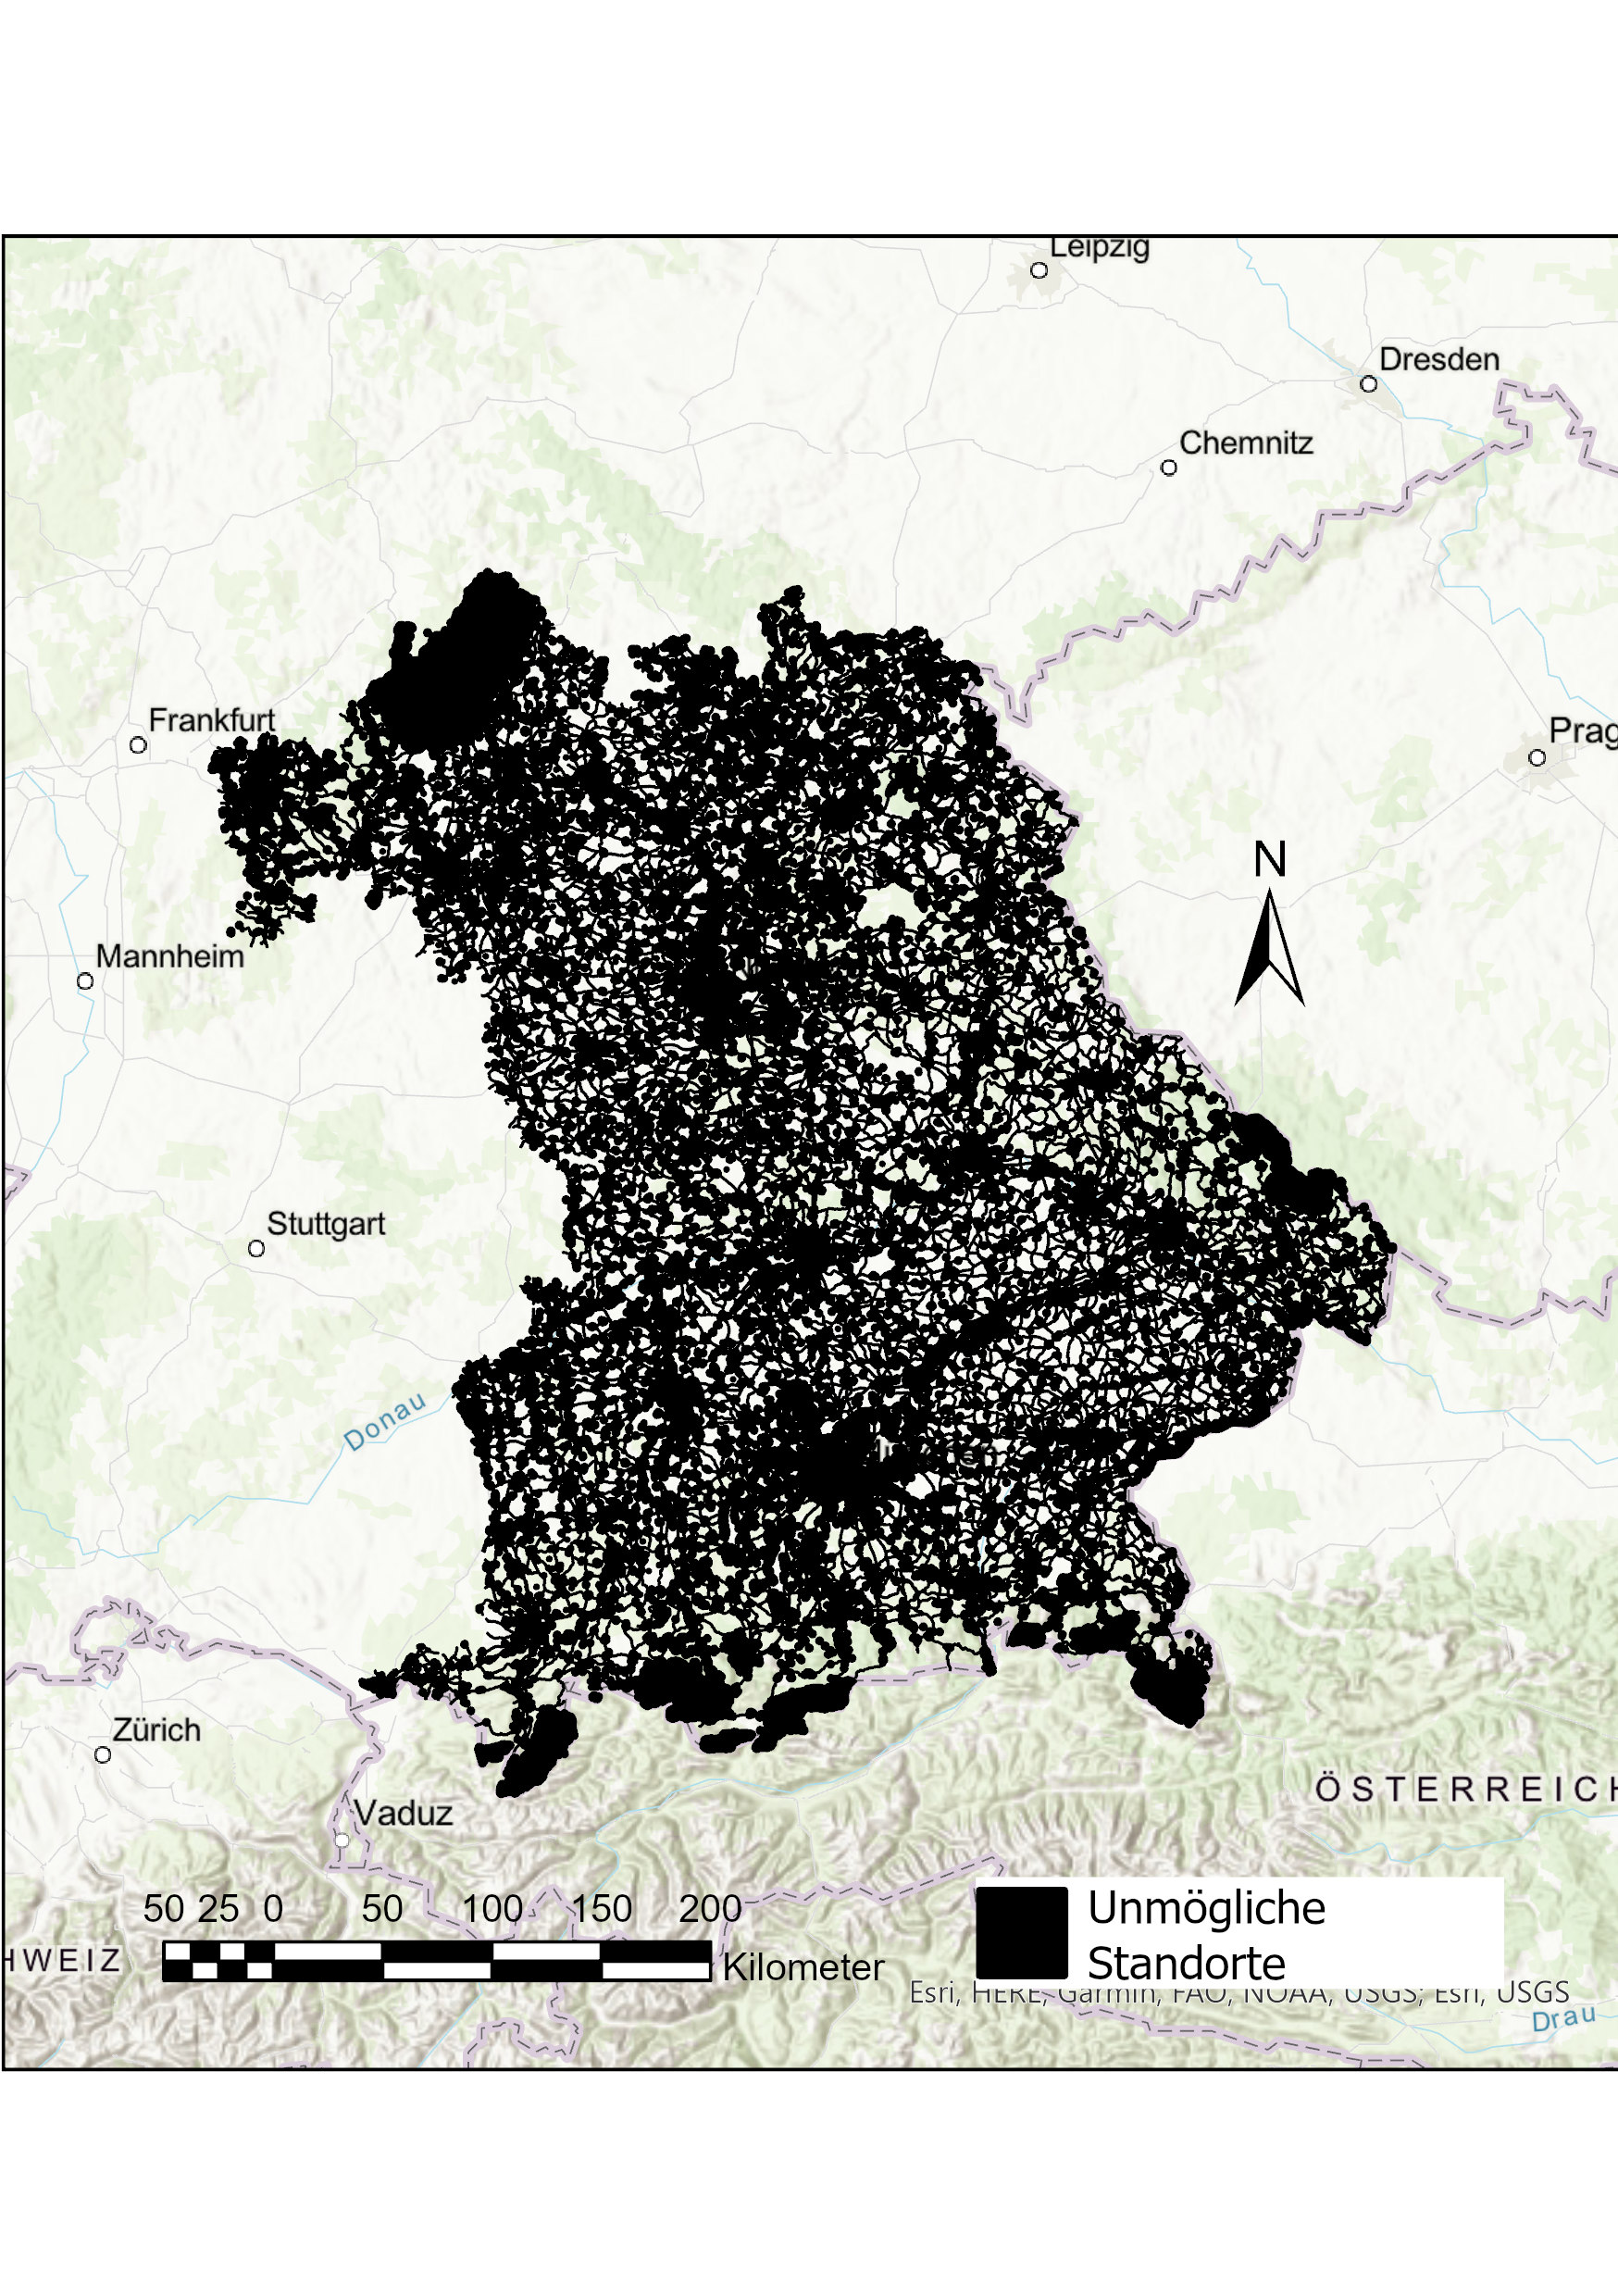 Leipzig
Dresden
Chemnitz
Frankfurt
Prag
N
Mannheim
Stuttgart
Donau
Zürich
Vaduz
ÖSTERREICH
50 25 0 50 100 150 200
Kilometer
HWEIZ
Unmögliche
Standorte
Esri, HERE, Garmin, FAO, NOAA, USGS; Esri, USGS
Drau